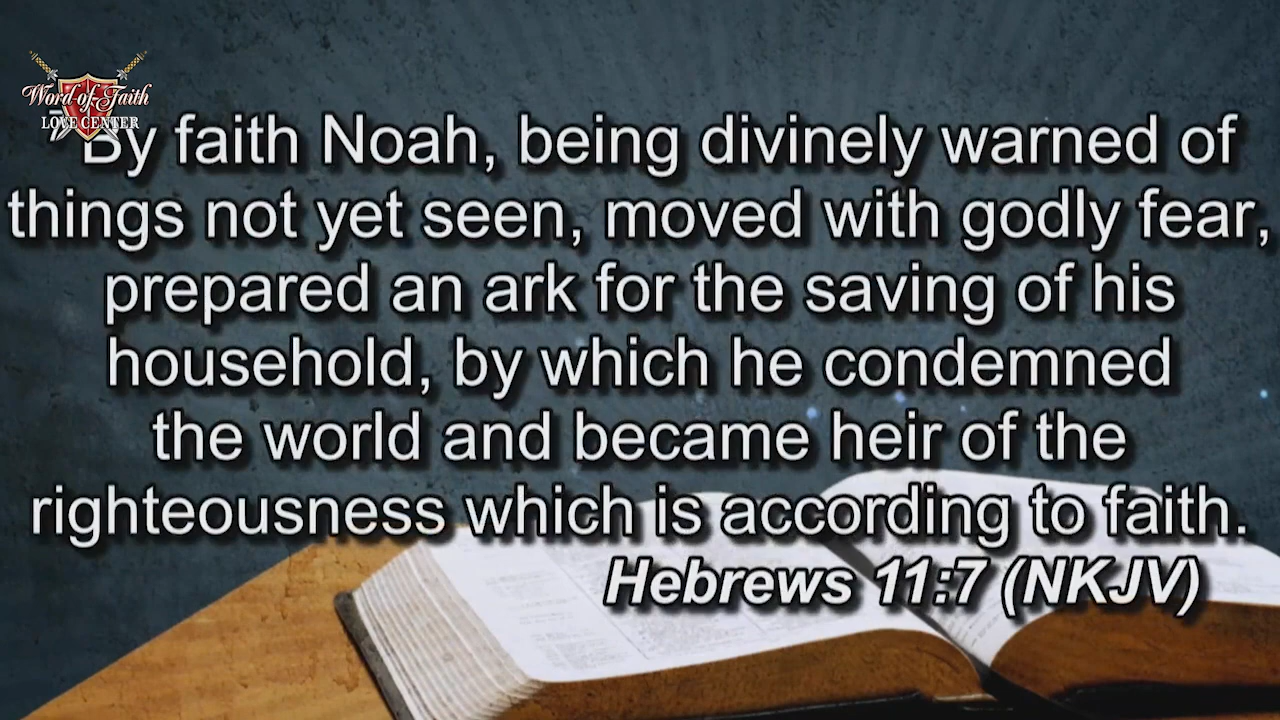 Word of Faith
LOVE CENTER
By faith Noah, being divinely warned of
things not yet seen, moved with godly fear,
prepared an ark for the saving of his
household, by which he condemned
the world and became heir of the
righteousness which is according to faith.
Hebrews 11:7 (NKJV)